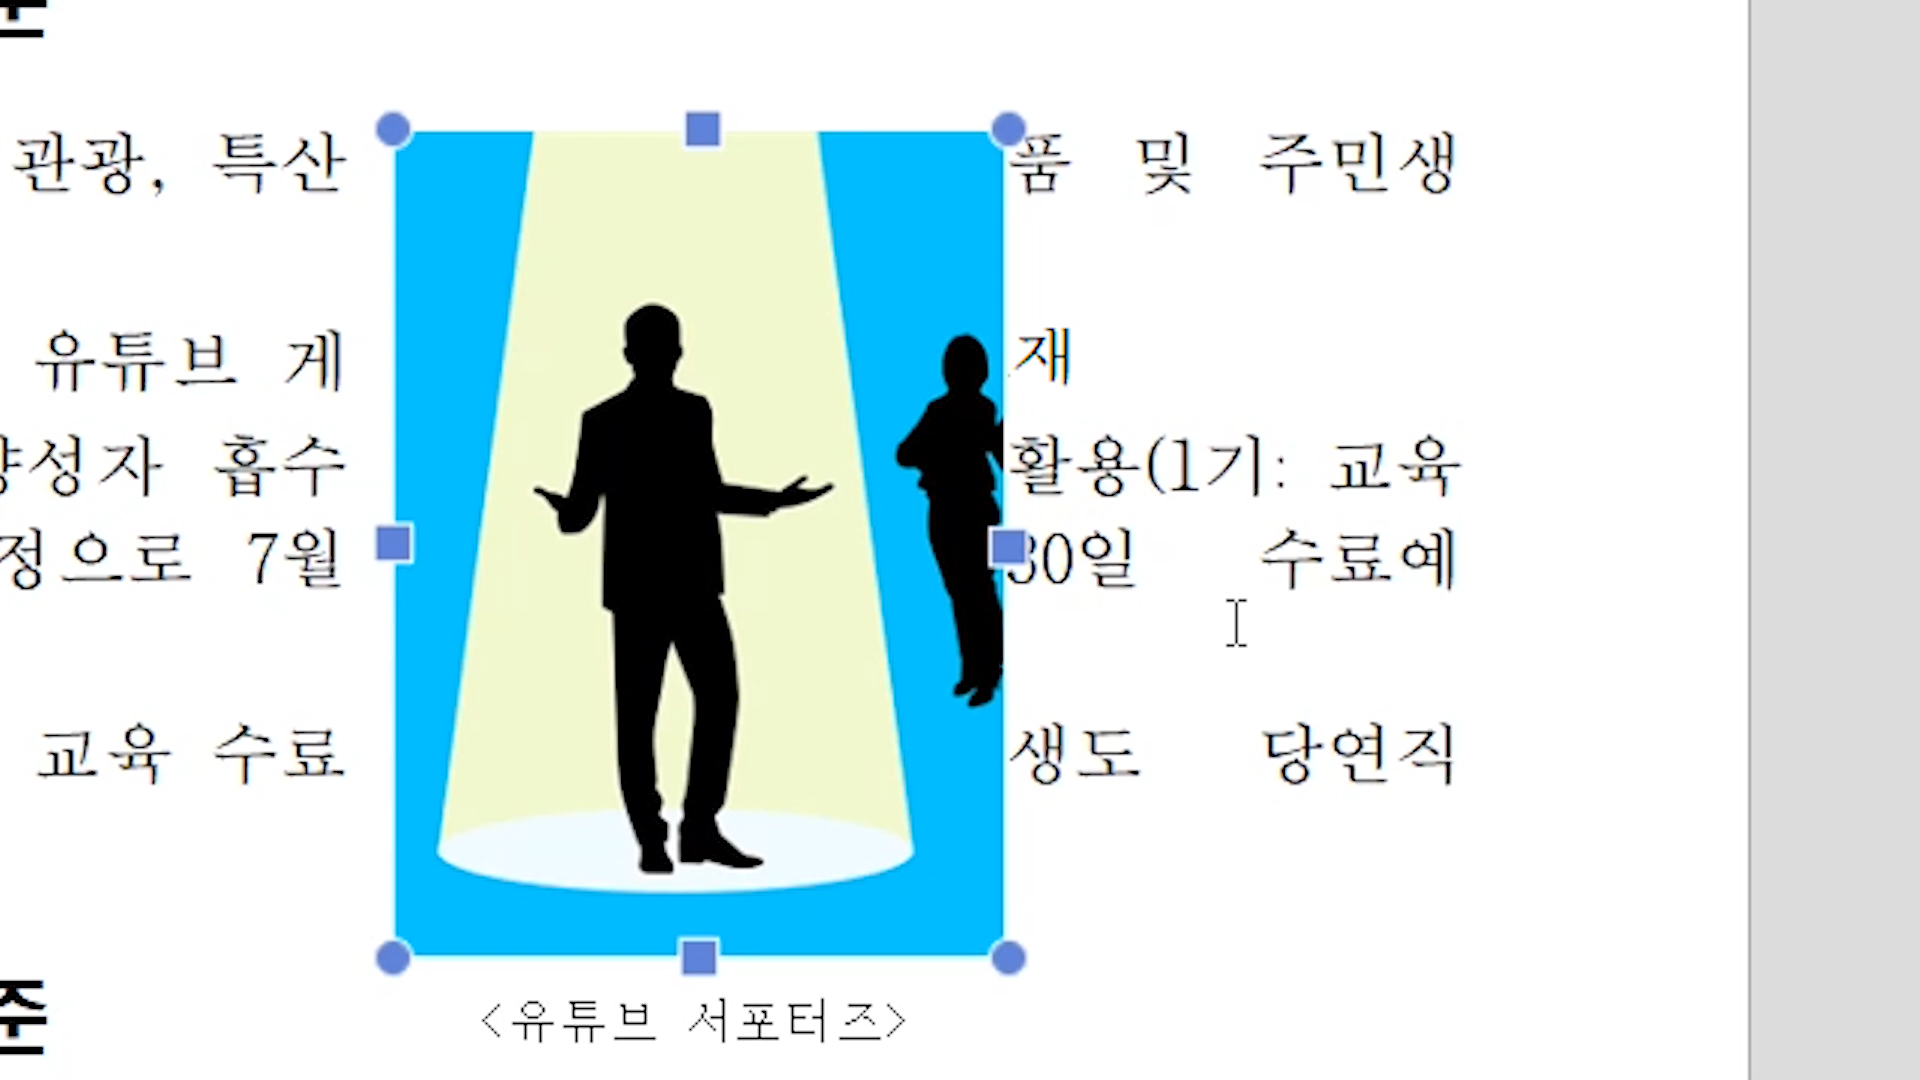 관광, 특산품 및 주민생
유튜브 게재
양성자 흡수활용(1기: 교육
정으로 7월 30일 수료예
교육 수료생도 당연직
<유튜브 서포터즈>